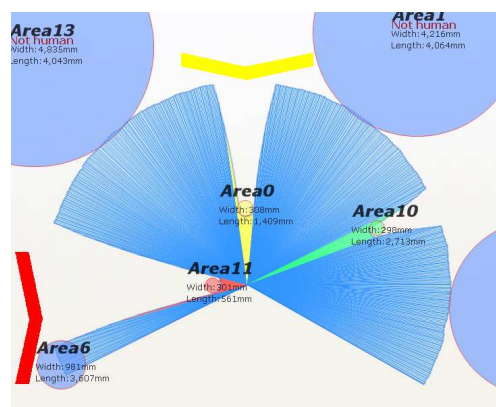 Area13
Not human
Width:4,835mm
Length:4,043mm
Area1
Not human
Width:4,216mm
Length:4,064mm
Area0
Width:308mm
Length:1,409mm
Area10
Width:298mm
Length:2,713mm
Area11
Width:301mm
Length:561mm
Area6
Width:981mm
Length:3,607mm